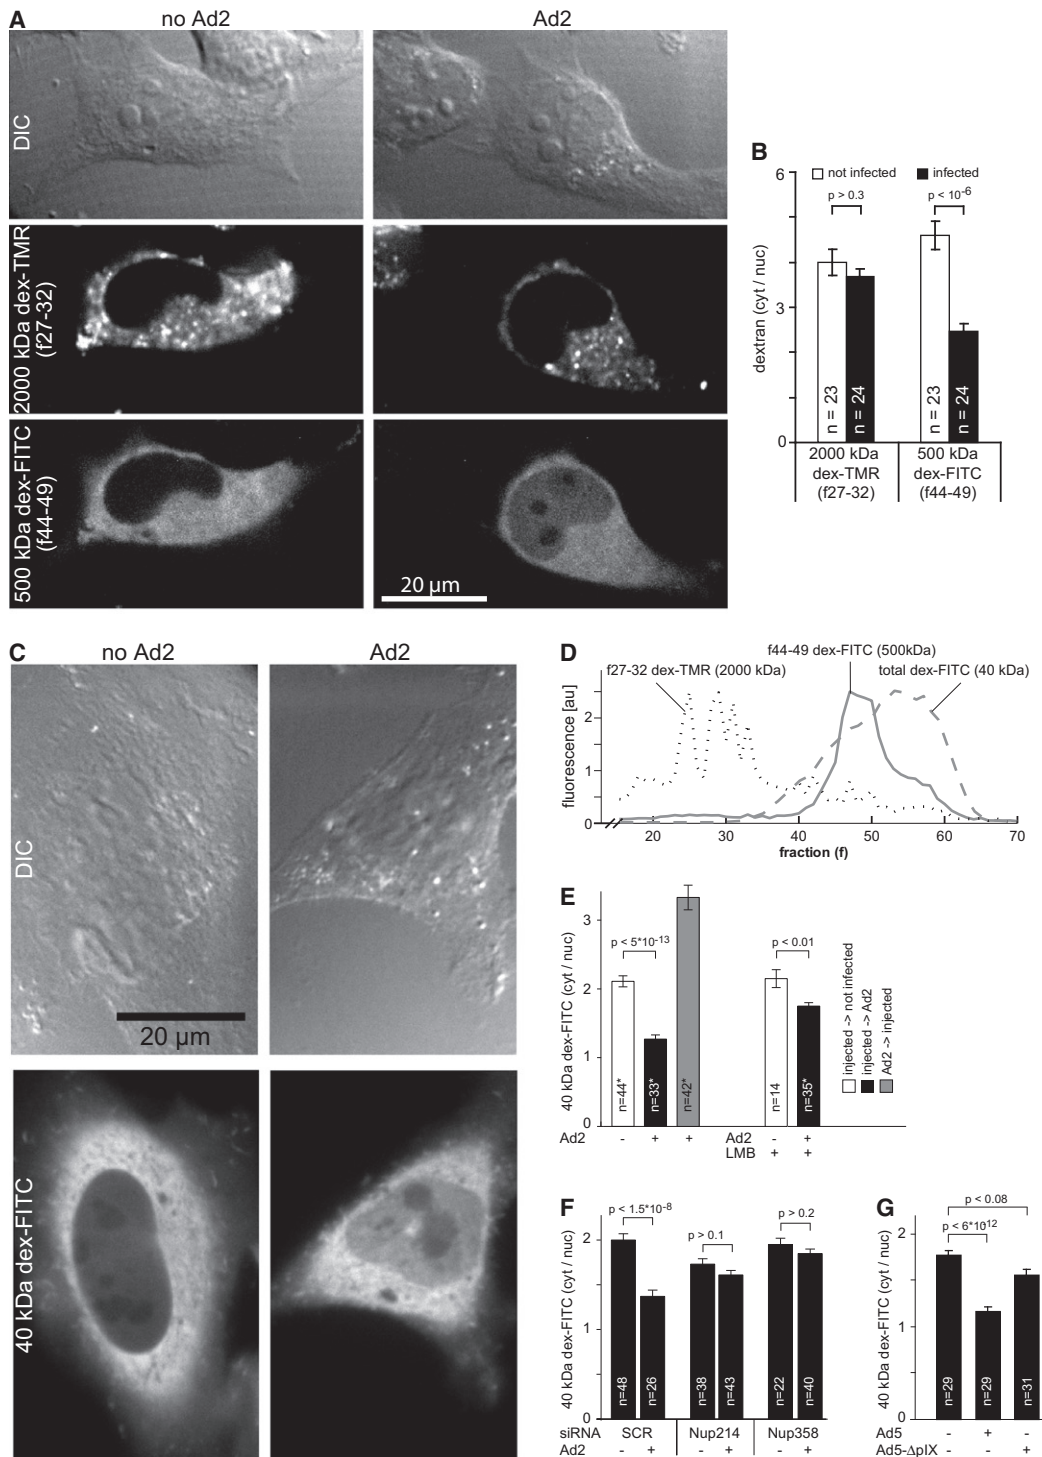 A
no Ad2
Ad2
DIC
2000 kDa dex-TMR
(f27-32)
500 kDa dex-FITC
(f44-49)
20 µm
B
not infected
infected
p > 0.3
p < 10-6
dextran (cyt / nuc)
6
3
0
n = 23
n = 24
n = 23
n = 24
2000 kDa
dex-TMR
(f27-32)
500 kDa
dex-FITC
(f44-49)
C
no Ad2
Ad2
DIC
20 µm
40 kDa dex-FITC
D
f44-49 dex-FITC (500kDa)
f27-32 dex-TMR (2000 kDa)
total dex-FITC (40 kDa)
fluorescence [au]
2
1
0
20 30 40 50 60 70
fraction (f)
E
40 kDa dex-FITC (cyt / nuc)
3
2
1
0
p < 5*10-13
p < 0.01
n=44*
n=33*
n=42*
n=14
n=35*
Ad2 - + + Ad2 - +
LMB + +
injected -> not infected
injected -> Ad2
Ad2 -> injected
F
40 kDa dex-FITC (cyt / nuc)
2
1
0
p < 1.5*10-8
p > 0.1
p > 0.2
n=48
n=26
n=38
n=43
n=22
n=40
siRNA SCR Nup214 Nup358
Ad2 - + - + - +
G
40 kDa dex-FITC (cyt / nuc)
2
1
0
p < 0.08
p < 6*10-12
n=29
n=29
n=31
Ad5 - + -
Ad5-ΔpIX - - +